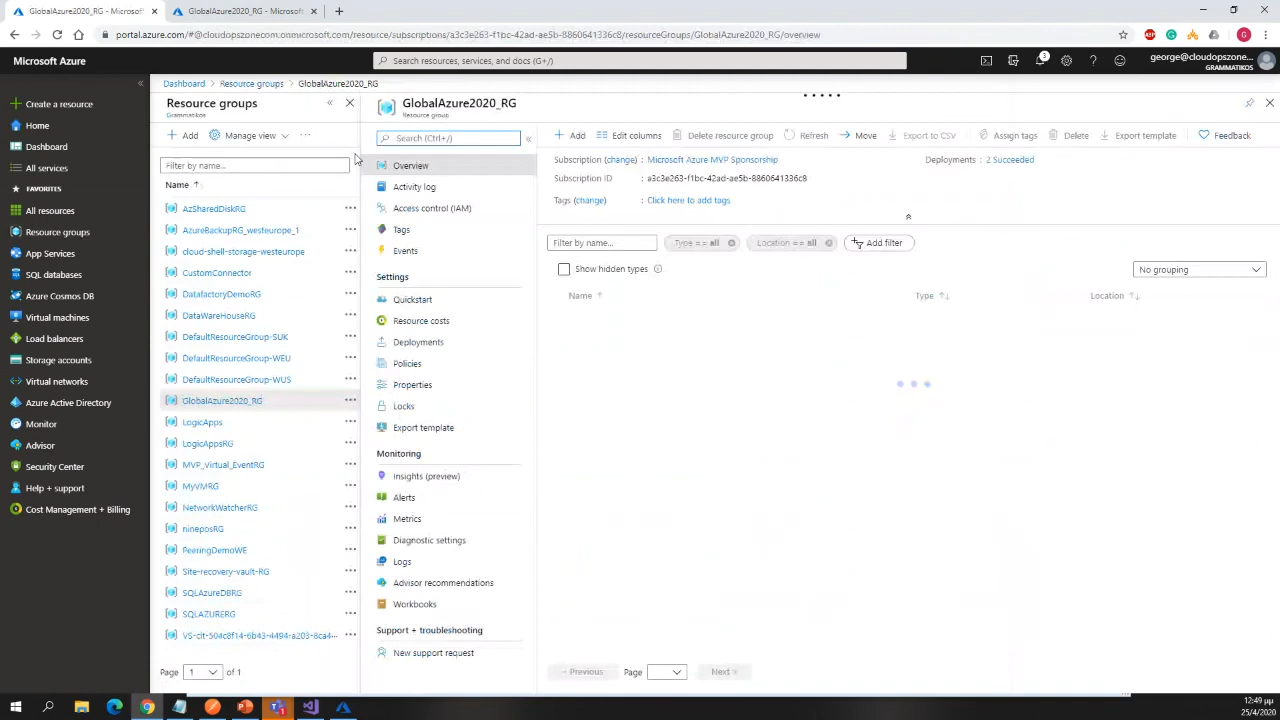 GlobalAzure2020_RG - Microsoft A
GlobalAzure2020_RG - Microsoft
portal.azure.com/#@cloudopszonecom.onmicrosoft.com/resource/subscriptions/a3c3e263-f1bc-42ad-ae5b-8860641336c8/resourceGroups/GlobalAzure2020_RG/overview
Microsoft Azure
Search resources, services, and docs (G+/)
george@cloudopszone...
GRAMMATIKOS
Dashboard > Resource groups > GlobalAzure2020_RG
Create a resource
Home
Dashboard
All services
FAVORITES
All resources
Resource groups
App Services
SQL databases
Azure Cosmos DB
Virtual machines
Load balancers
Storage accounts
Virtual networks
Azure Active Directory
Monitor
Advisor
Security Center
Help + support
Cost Management + Billing
Resource groups
Grammatikos
Add
Manage view
Filter by name...
Name
AzSharedDiskRG
AzureBackupRG_westeurope_1
cloud-shell-storage-westeurope
CustomConnector
DatafactoryDemoRG
DataWareHouseRG
DefaultResourceGroup-SUK
DefaultResourceGroup-WEU
DefaultResourceGroup-WUS
GlobalAzure2020_RG
LogicApps
LogicAppsRG
MVP_Virtual_EventRG
MyVMRG
NetworkWatcherRG
nineposRG
PeeringDemoWE
Site-recovery-vault-RG
SQLAzureDBRG
SQLAZURERG
VS-cit-504c8f14-6b43-4494-a203-8ca4...
Page 1 of 1
GlobalAzure2020_RG
Resource group
Search (Ctrl+/)
Overview
Activity log
Access control (IAM)
Tags
Events
Settings
Quickstart
Resource costs
Deployments
Policies
Properties
Locks
Export template
Monitoring
Insights (preview)
Alerts
Metrics
Diagnostic settings
Logs
Advisor recommendations
Workbooks
Support + troubleshooting
New support request
Add
Edit columns
Delete resource group
Refresh
Move
Export to CSV
Assign tags
Delete
Export template
Feedback
Subscription (change) : Microsoft Azure MVP Sponsorship
Deployments : 2 Succeeded
Subscription ID : a3c3e263-f1bc-42ad-ae5b-8860641336c8
Tags (change) : Click here to add tags
Filter by name...
Type == all
Location == all
Add filter
Show hidden types
No grouping
Name
Type
Location
< Previous
Page
Next >
12:49 μμ
25/4/2020